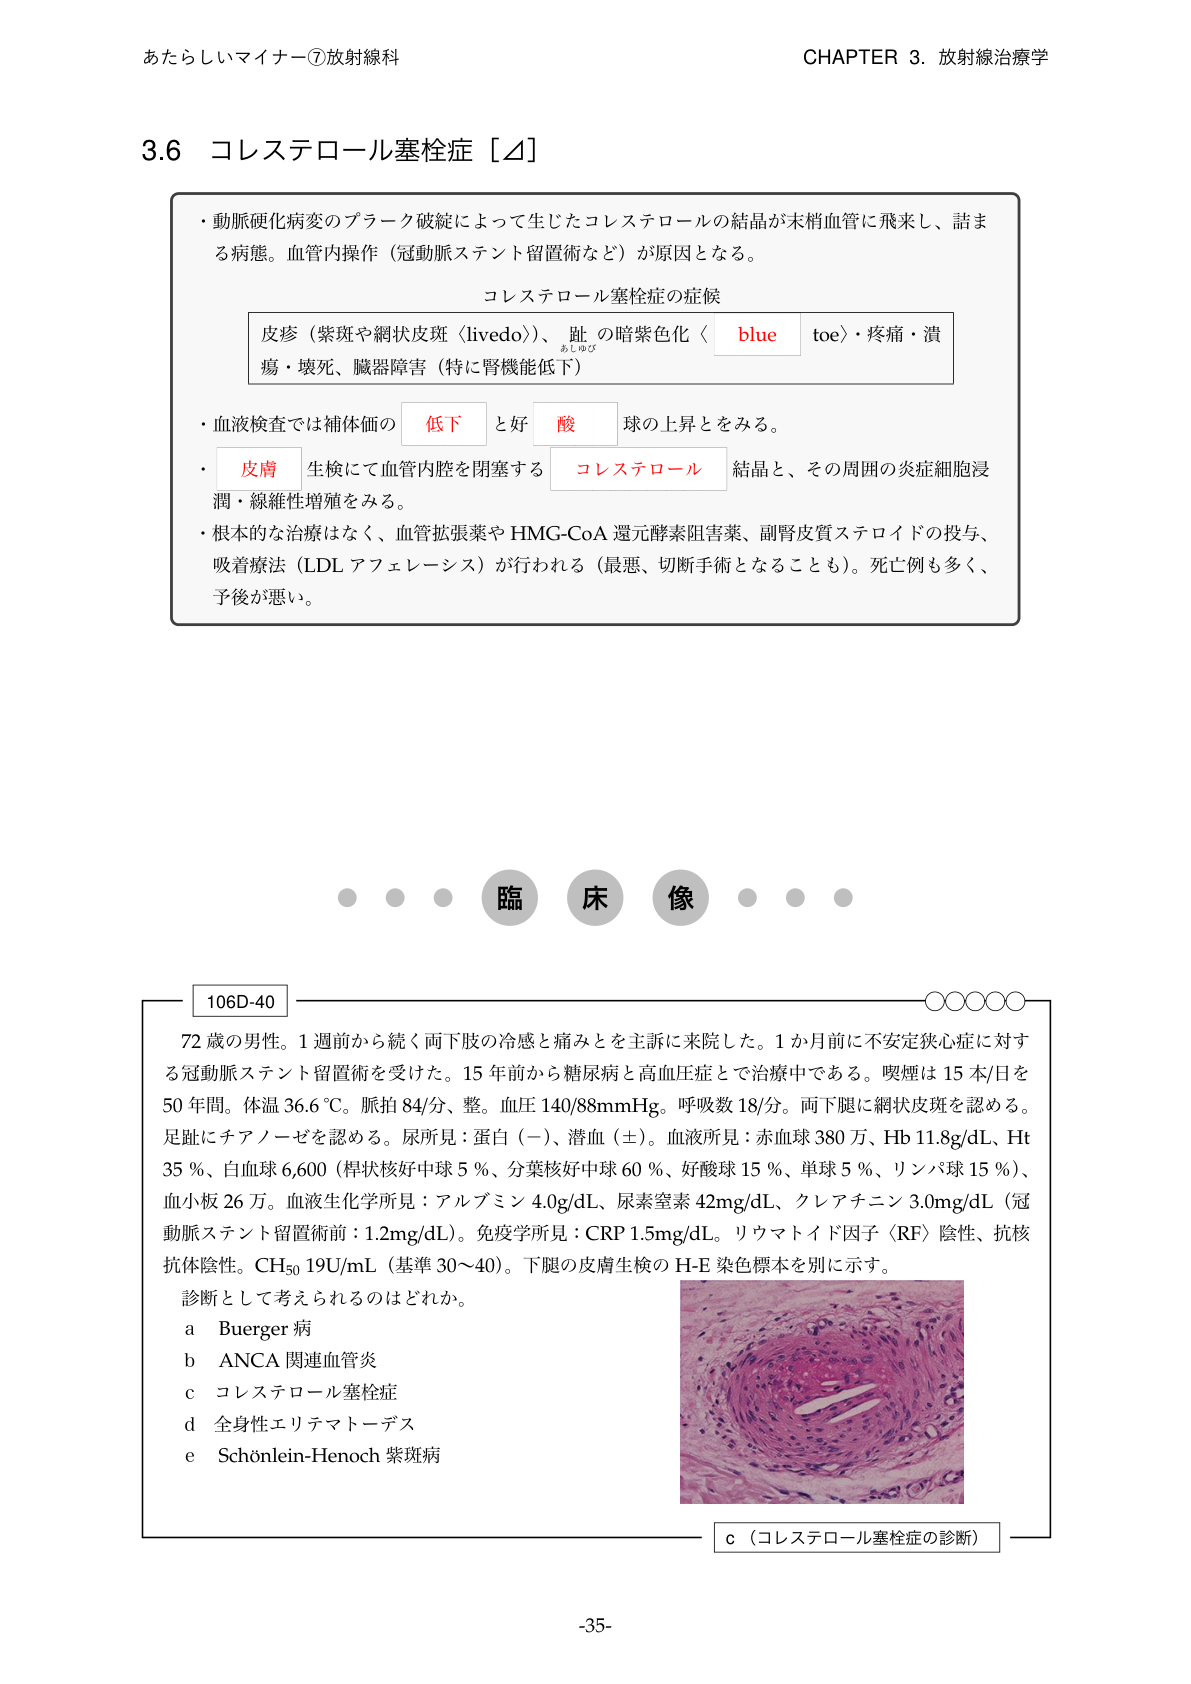 あたらしいマイナー⑦放射線科
CHAPTER 3. 放射線治療学
3.6 コレステロール塞栓症［⊿］
・動脈硬化病変のプラーク破綻によって生じたコレステロールの結晶が末梢血管に飛来し、詰ま
る病態。血管内操作（冠動脈ステント留置術など）が原因となる。
コレステロール塞栓症の症候
皮疹（紫斑や網状皮斑〈livedo〉）、趾の暗紫色化〈 blue toe〉・疼痛・潰
あしゆび
瘍・壊死、臓器障害（特に腎機能低下）
・血液検査では補体価の 低下 と好 酸 球の上昇とをみる。
・ 皮膚 生検にて血管内腔を閉塞する コレステロール 結晶と、その周囲の炎症細胞浸
潤・線維性増殖をみる。
・根本的な治療はなく、血管拡張薬や HMG-CoA 還元酵素阻害薬、副腎皮質ステロイドの投与、
吸着療法（LDL アフェレーシス）が行われる（最悪、切断手術となることも）。死亡例も多く、
予後が悪い。
臨 床 像
106D-40
72 歳の男性。1 週前から続く両下肢の冷感と痛みとを主訴に来院した。1 か月前に不安定狭心症に対す
る冠動脈ステント留置術を受けた。15 年前から糖尿病と高血圧症とで治療中である。喫煙は 15 本/日を
50 年間。体温 36.6 ℃。脈拍 84/分、整。血圧 140/88mmHg。呼吸数 18/分。両下腿に網状皮斑を認める。
足趾にチアノーゼを認める。尿所見：蛋白（－）、潜血（±）。血液所見：赤血球 380 万、Hb 11.8g/dL、Ht
35 %、白血球 6,600（桿状核好中球 5 %、分葉核好中球 60 %、好酸球 15 %、単球 5 %、リンパ球 15 %）、
血小板 26 万。血液生化学所見：アルブミン 4.0g/dL、尿素窒素 42mg/dL、クレアチニン 3.0mg/dL（冠
動脈ステント留置術前：1.2mg/dL）。免疫学所見：CRP 1.5mg/dL。リウマトイド因子〈RF〉陰性、抗核
抗体陰性。CH50 19U/mL（基準 30～40）。下腿の皮膚生検の H-E 染色標本を別に示す。
診断として考えられるのはどれか。
a Buerger 病
b ANCA 関連血管炎
c コレステロール塞栓症
d 全身性エリテマトーデス
e Schönlein-Henoch 紫斑病
c （コレステロール塞栓症の診断）
-35-